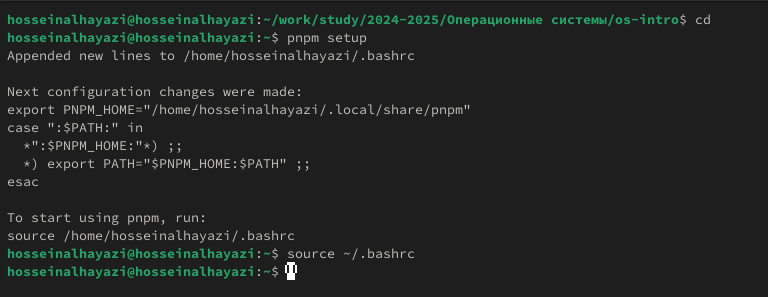 hosseinalhayazi@hosseinalhayazi:~/work/study/2024-2025/Операционные системы/os-intro$ cd
hosseinalhayazi@hosseinalhayazi:~$ pnpm setup
Appended new lines to /home/hosseinalhayazi/.bashrc

Next configuration changes were made:
export PNPM_HOME="/home/hosseinalhayazi/.local/share/pnpm"
case ":$PATH:" in
  *":$PNPM_HOME:"*) ;;
  *) export PATH="$PNPM_HOME:$PATH" ;;
esac

To start using pnpm, run:
source /home/hosseinalhayazi/.bashrc
hosseinalhayazi@hosseinalhayazi:~$ source ~/.bashrc
hosseinalhayazi@hosseinalhayazi:~$